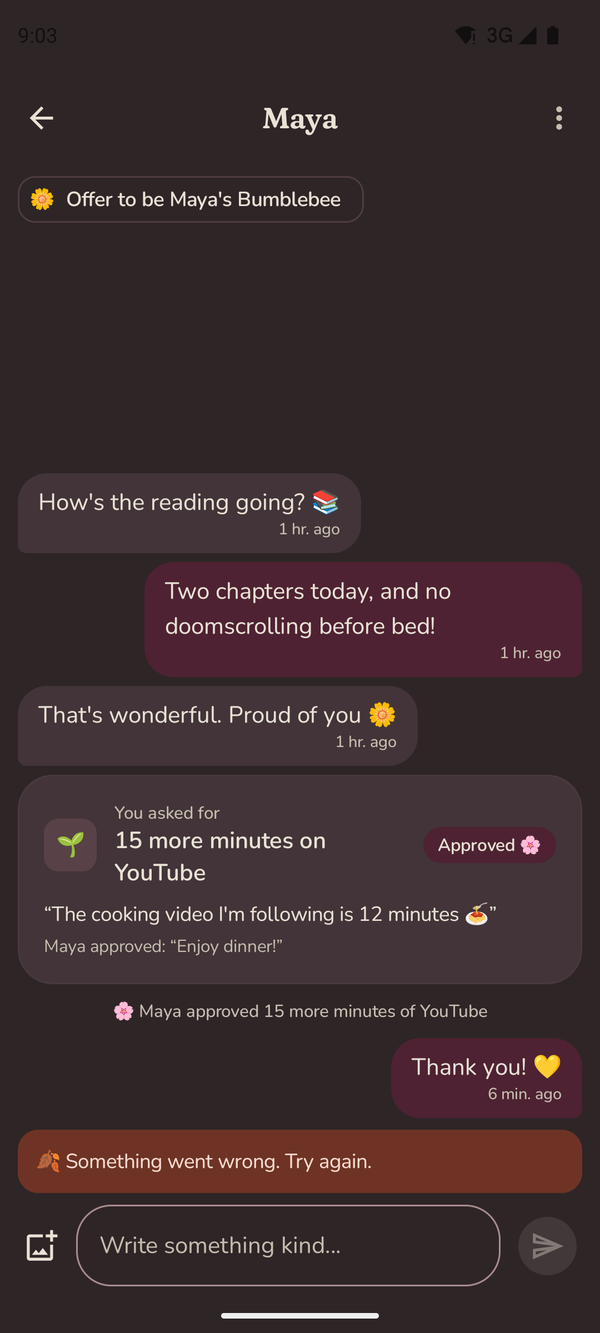 9:03
3G
Maya
🌼 Offer to be Maya's Bumblebee
How's the reading going? 📚
1 hr. ago
Two chapters today, and no
doomscrolling before bed!
1 hr. ago
That's wonderful. Proud of you 🌼
1 hr. ago
You asked for
15 more minutes on
YouTube
Approved 🌸
“The cooking video I'm following is 12 minutes 🍝”
Maya approved: “Enjoy dinner!”
🌸 Maya approved 15 more minutes of YouTube
Thank you! 💛
6 min. ago
🍂 Something went wrong. Try again.
Write something kind...